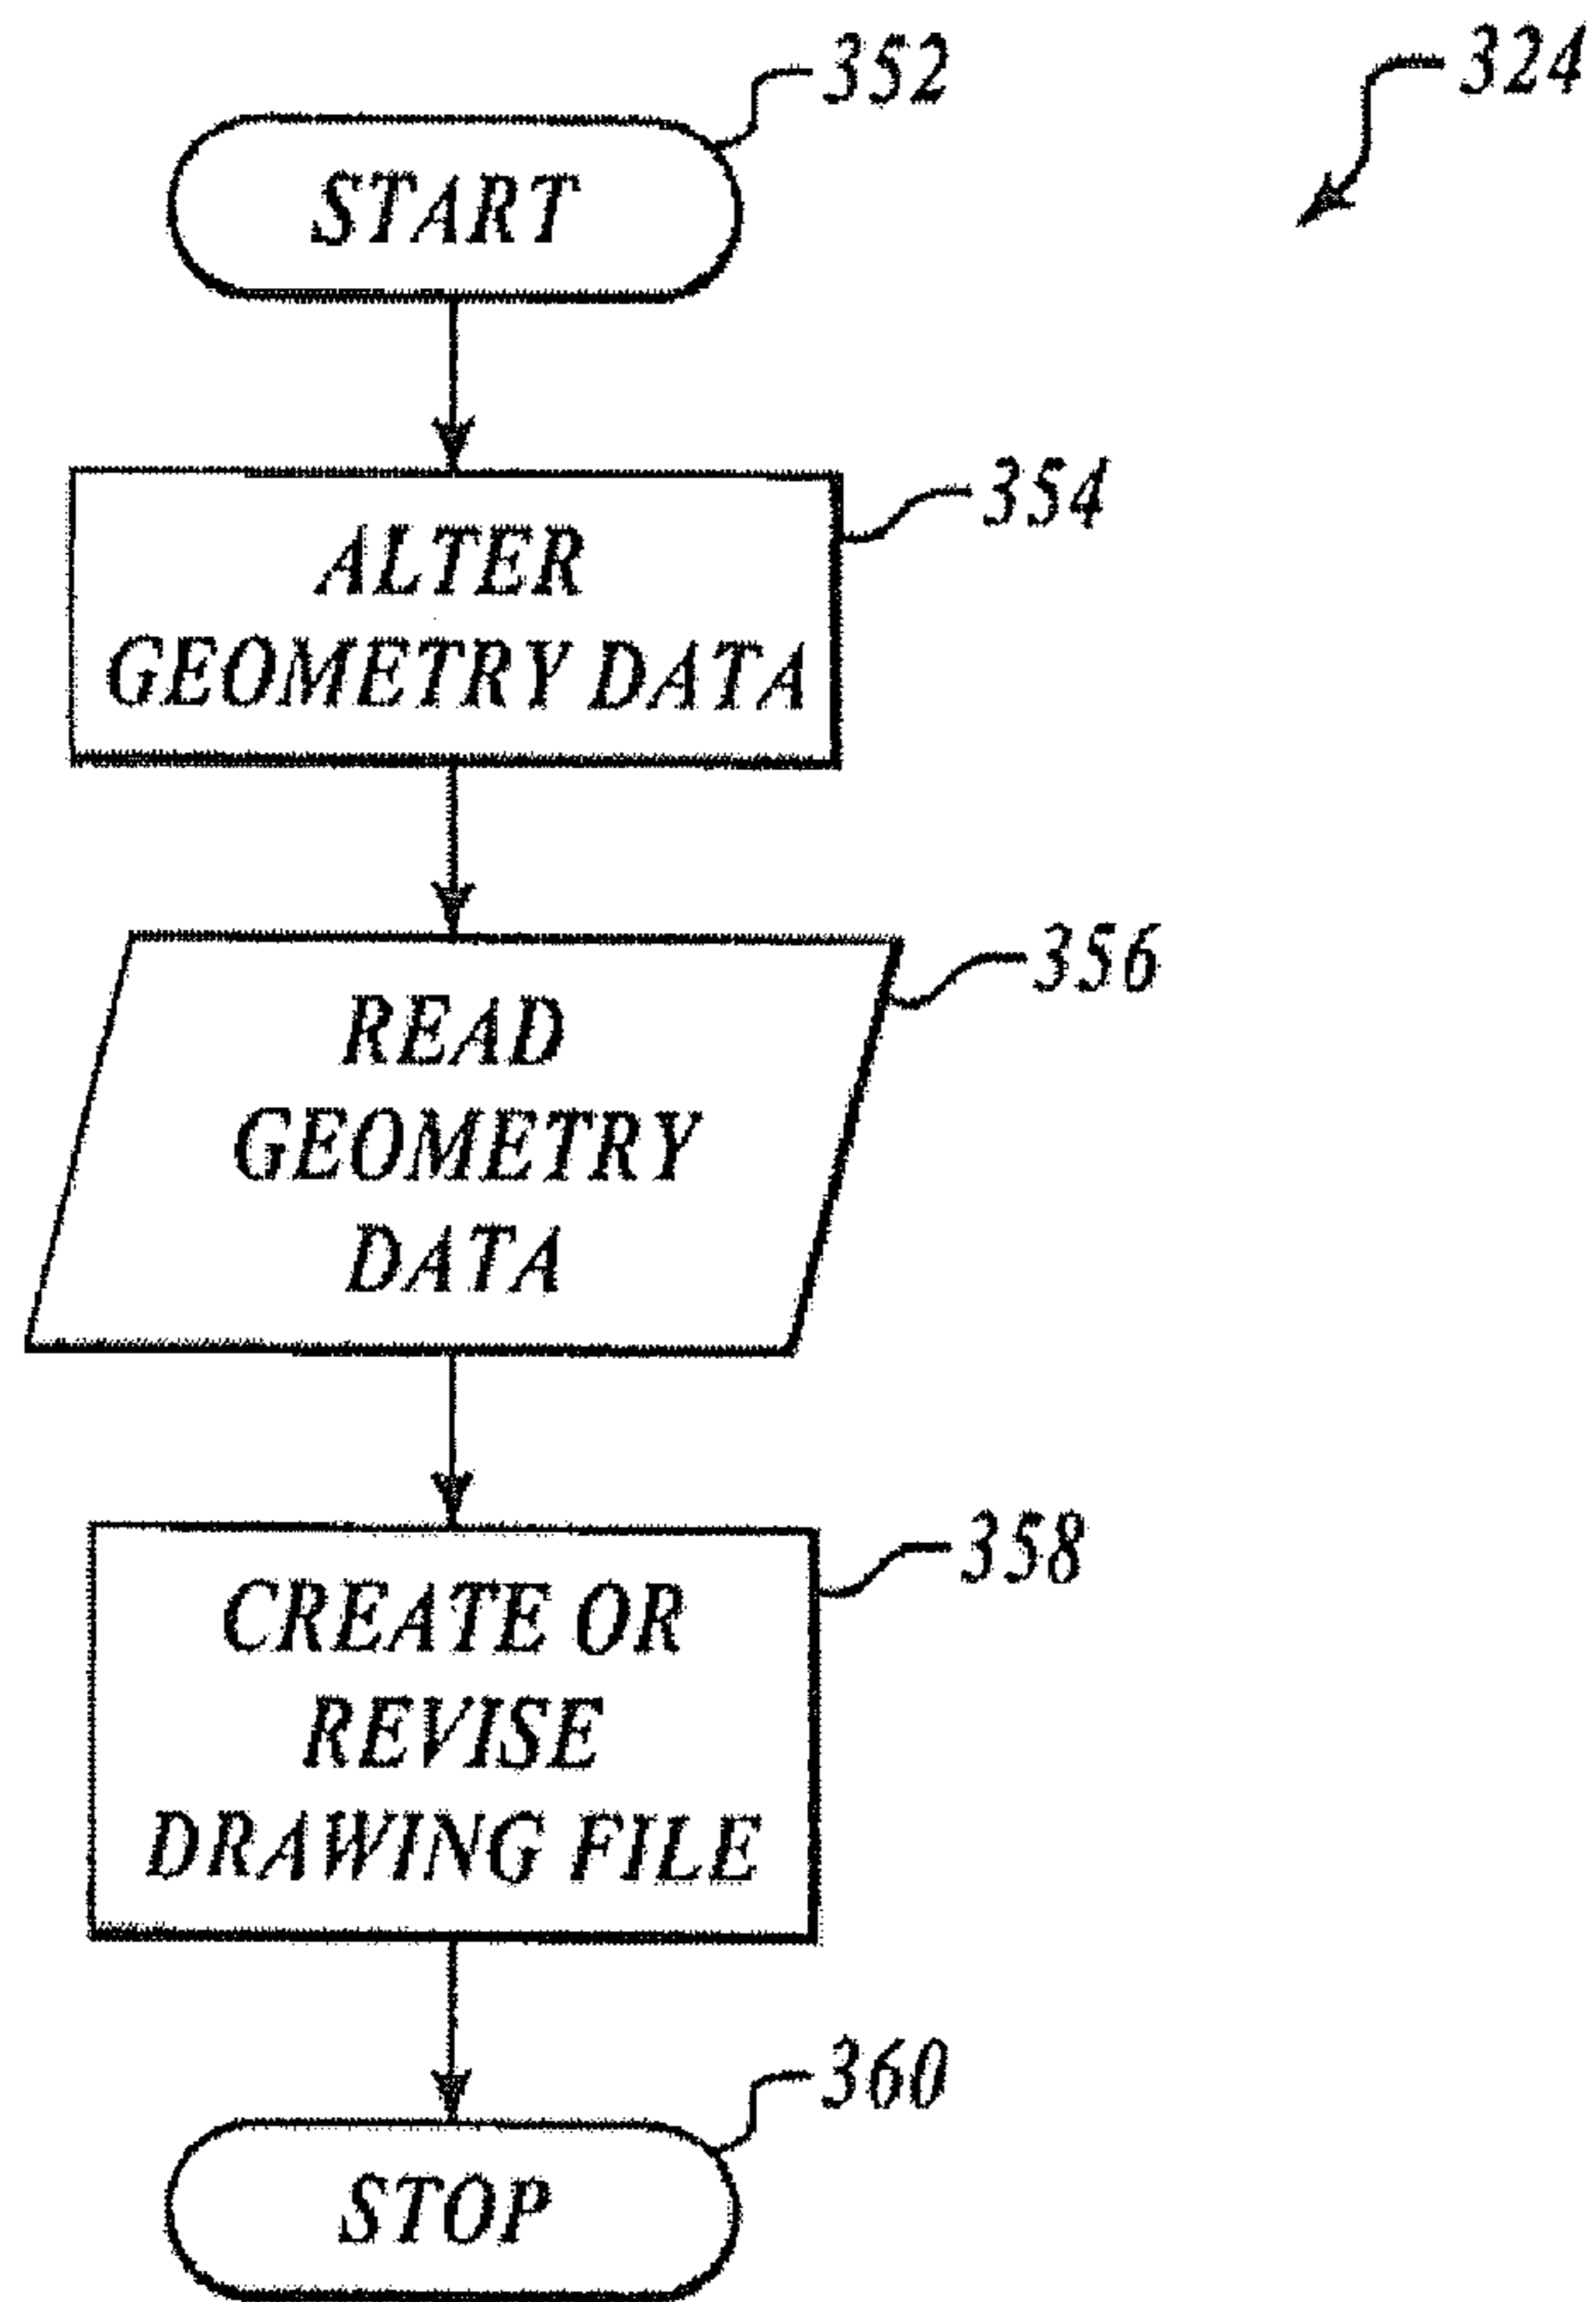 352
324
START
354
ALTER
GEOMETRY DATA
356
READ
GEOMETRY
DATA
358
CREATE OR
REVISE
DRAWING FILE
360
STOP